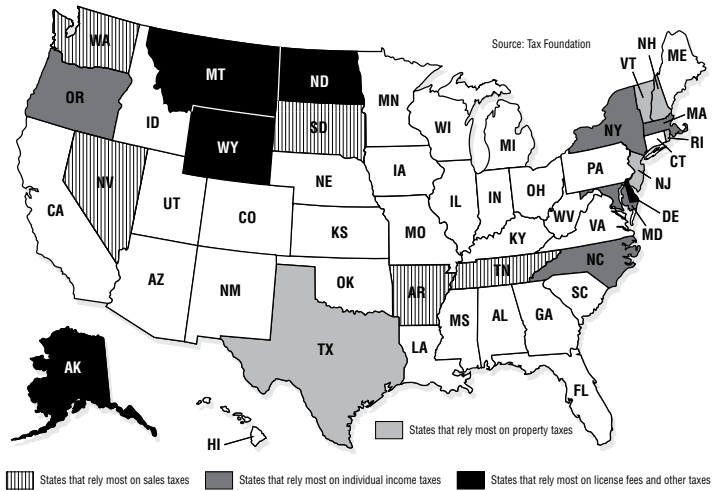 WA
MT
ND
Source: Tax Foundation
NH
VT
ME
OR
MN
ID
SD
WI
NY
MA
WY
MI
RI
CT
NV
NE
IA
PA
NJ
CA
UT
CO
IL
IN
OH
DE
MD
WV
VA
KS
MO
KY
AZ
NM
OK
AR
TN
NC
SC
TX
LA
MS
AL
GA
AK
FL
HI
States that rely most on property taxes
States that rely most on sales taxes
States that rely most on individual income taxes
States that rely most on license fees and other taxes